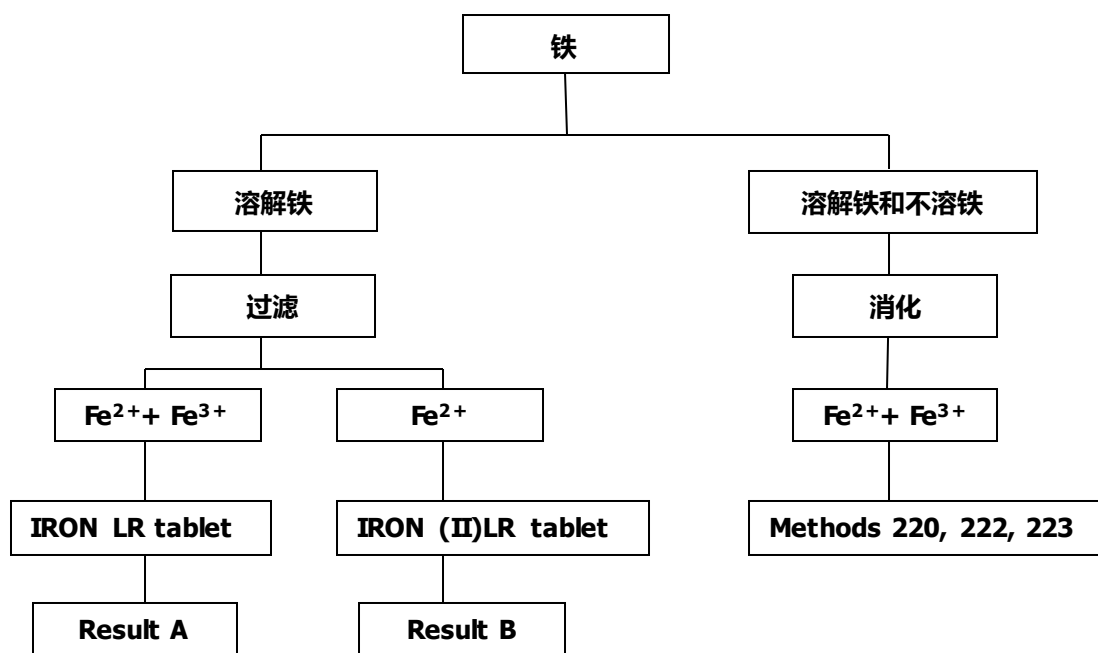 铁
溶解铁
溶解铁和不溶铁
过滤
消化
Fe²⁺+ Fe³⁺
Fe²⁺
Fe²⁺+ Fe³⁺
IRON LR tablet
IRON (II)LR tablet
Methods 220, 222, 223
Result A
Result B